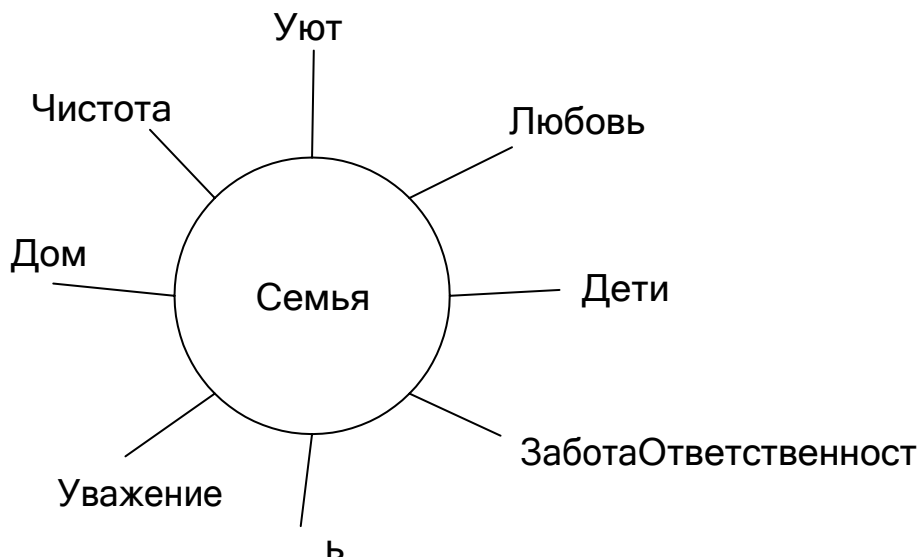 Уют
Чистота
Любовь
Дом
Семья
Дети
ЗаботаОтветственност
Уважение
ь